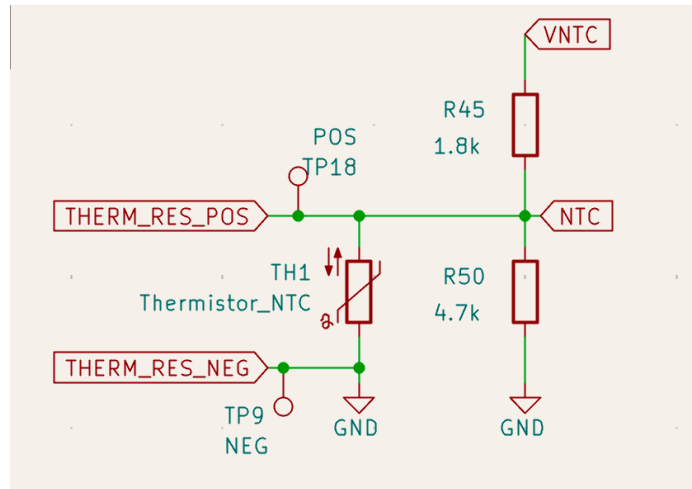 VNTC
R45
1.8k
POS
TP18
THERM_RES_POS
NTC
TH1
Thermistor_NTC
R50
4.7k
THERM_RES_NEG
TP9
NEG
GND
GND